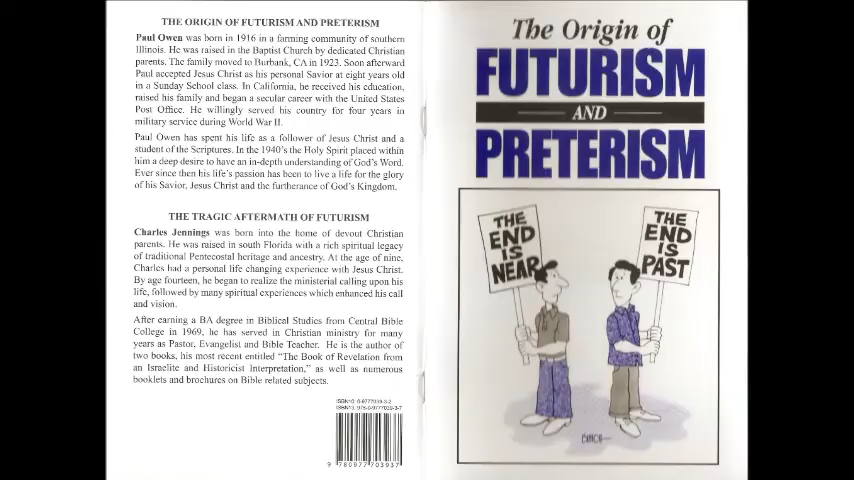 THE ORIGIN OF FUTURISM AND PRETERISM
Paul Owen was born in 1916 in a farming community of southern
Illinois. He was raised in the Baptist Church by dedicated Christian
parents. The family moved to Burbank, CA in 1923. Soon afterward
Paul accepted Jesus Christ as his personal Savior at eight years old
in a Sunday School class. In California, he received his education,
raised his family and began a secular career with the United States
Post Office. He willingly served his country for four years in
military service during World War II.
Paul Owen has spent his life as a follower of Jesus Christ and a
student of the Scriptures. In the 1940's the Holy Spirit placed within
him a deep desire to have an in-depth understanding of God's Word.
Ever since then his life's passion has been to live a life for the glory
of his Savior, Jesus Christ and the furtherance of God's Kingdom.
THE TRAGIC AFTERMATH OF FUTURISM
Charles Jennings was born into the home of devout Christian
parents. He was raised in south Florida with a rich spiritual legacy
of traditional Pentecostal heritage and ancestry. At the age of nine,
Charles had a personal life changing experience with Jesus Christ.
By age fourteen, he began to realize the ministerial calling upon his
life, followed by many spiritual experiences which enhanced his call
and vision.
After earning a BA degree in Biblical Studies from Central Bible
College in 1969, he has served in Christian ministry for many
years as Pastor, Evangelist and Bible Teacher. He is the author of
two books, his most recent entitled "The Book of Revelation from
an Israelite and Historicist Interpretation," as well as numerous
booklets and brochures on Bible related subjects.
ISBN10: 0-9777039-3-2
ISBN13: 978-0-9777039-3-7
9 780977 703937
The Origin of
FUTURISM
AND
PRETERISM
THE
END
IS
NEAR
THE
END
IS
PAST